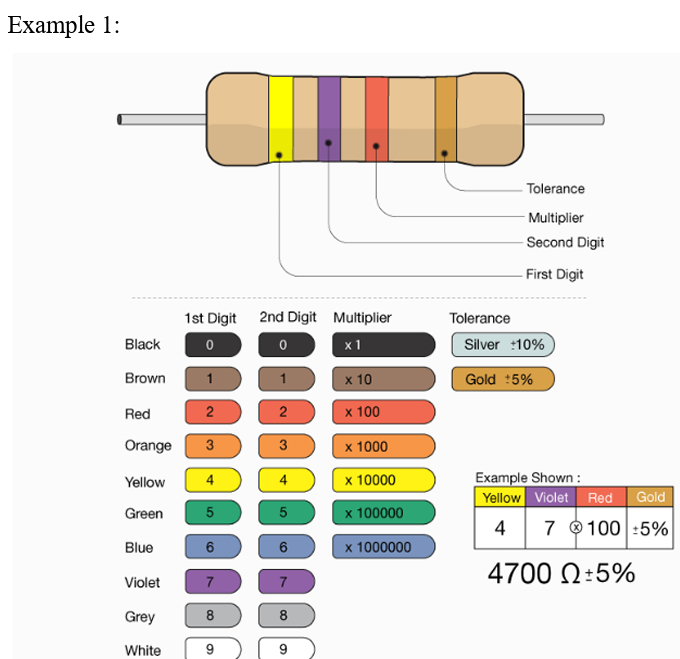 Example 1:
Tolerance
Multiplier
Second Digit
First Digit
1st Digit 2nd Digit Multiplier Tolerance
Black 0 0 x 1 Silver ±10%
Brown 1 1 x 10 Gold ±5%
Red 2 2 x 100
Orange 3 3 x 1000
Yellow 4 4 x 10000
Green 5 5 x 100000
Blue 6 6 x 1000000
Violet 7 7
Grey 8 8
White 9 9
Example Shown :
Yellow Violet Red Gold
4 7 x 100 ±5%
4700 Ω ±5%